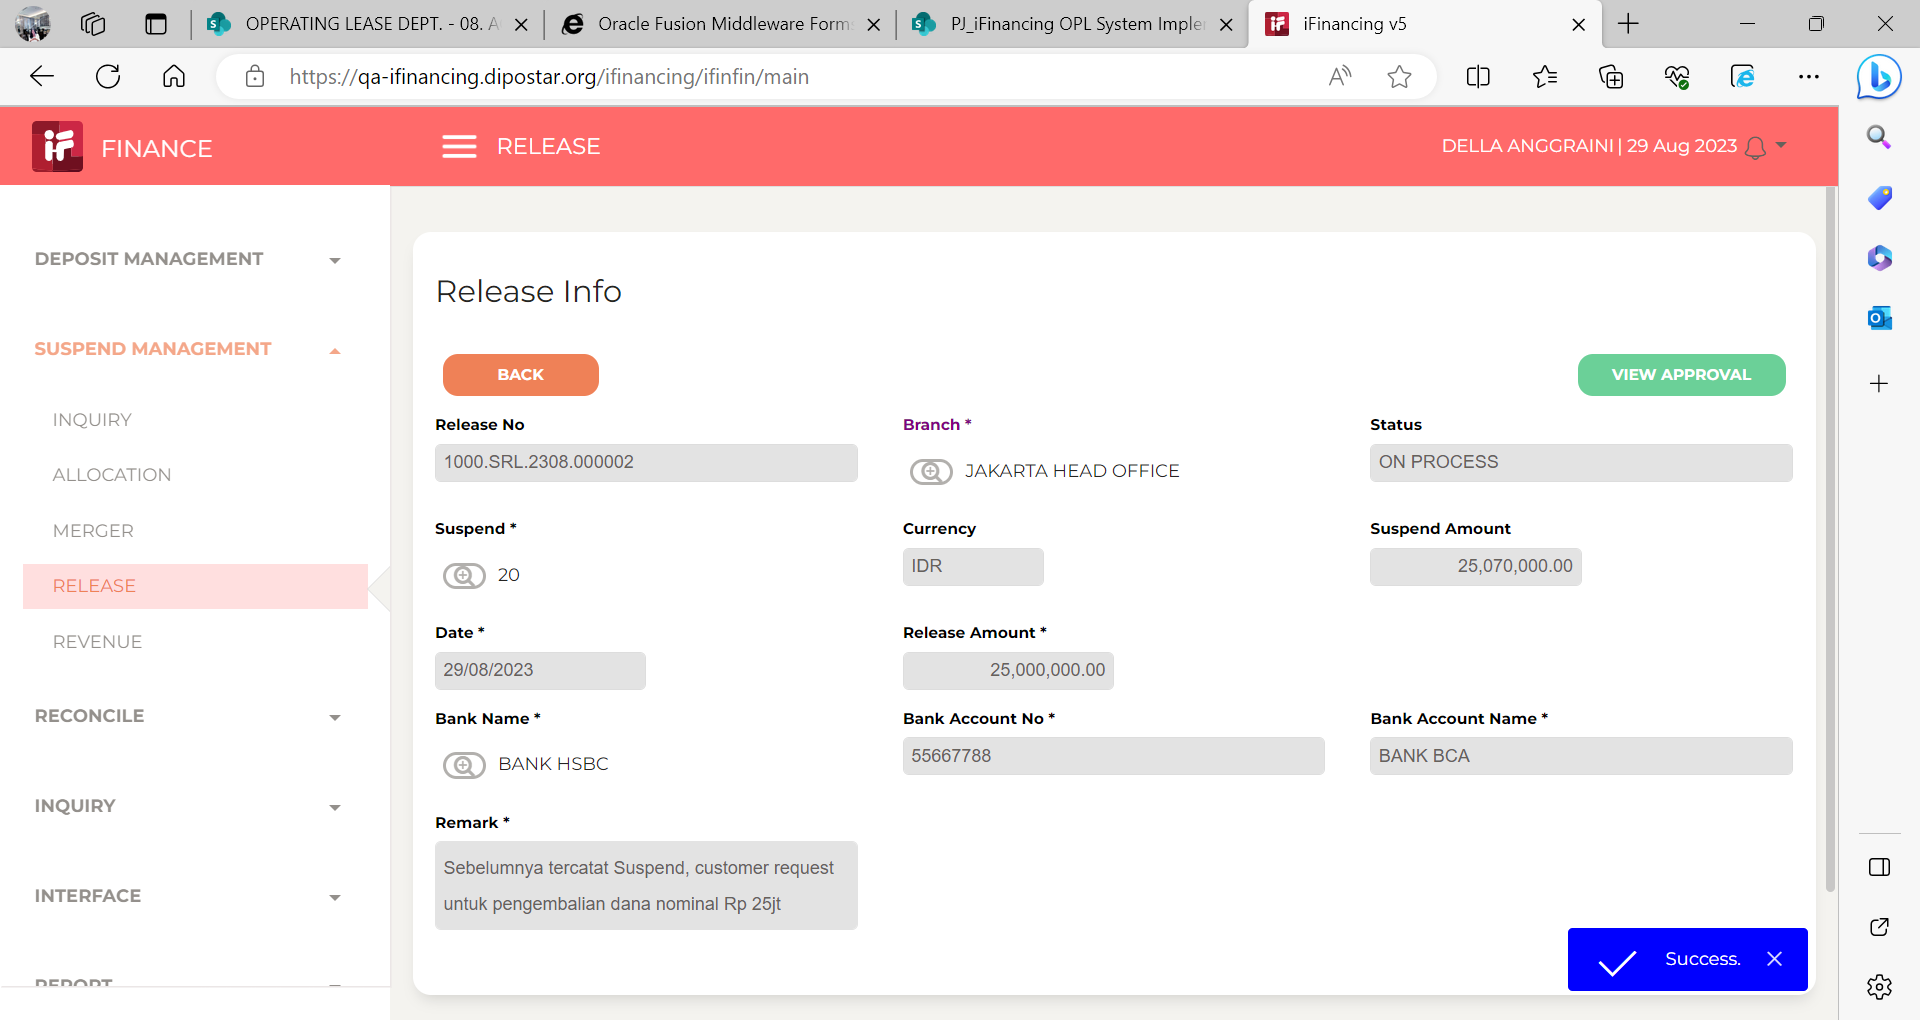 OPERATING LEASE DEPT. - 08. A
Oracle Fusion Middleware Forms
PJ_iFinancing OPL System Imple
iFinancing v5
https://qa-ifinancing.dipostar.org/ifinancing/ifinfin/main
iF FINANCE
RELEASE
DELLA ANGGRAINI | 29 Aug 2023
DEPOSIT MANAGEMENT
SUSPEND MANAGEMENT
INQUIRY
ALLOCATION
MERGER
RELEASE
REVENUE
RECONCILE
INQUIRY
INTERFACE
REPORT
Release Info
BACK
VIEW APPROVAL
Release No
1000.SRL.2308.000002
Branch *
JAKARTA HEAD OFFICE
Status
ON PROCESS
Suspend *
20
Currency
IDR
Suspend Amount
25,070,000.00
Date *
29/08/2023
Release Amount *
25,000,000.00
Bank Name *
BANK HSBC
Bank Account No *
55667788
Bank Account Name *
BANK BCA
Remark *
Sebelumnya tercatat Suspend, customer request
untuk pengembalian dana nominal Rp 25jt
Success.